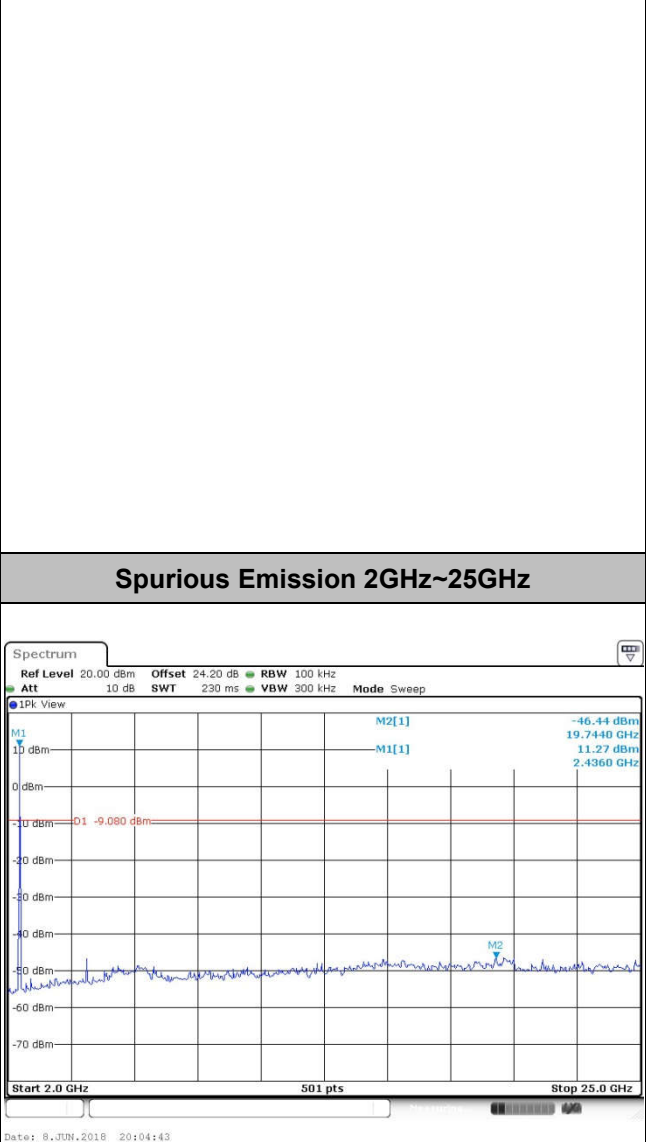 Spurious Emission 2GHz~25GHz
Spectrum
Ref Level 20.00 dBm Offset 24.20 dB RBW 100 kHz
Att 10 dB SWT 230 ms VBW 300 kHz Mode Sweep
1Pk View
M2[1] -46.44 dBm
19.7440 GHz
M1
10 dBm M1[1] 11.27 dBm
2.4360 GHz
0 dBm
-10 dBm D1 -9.080 dBm
-20 dBm
-30 dBm
-40 dBm
M2
-50 dBm
-60 dBm
-70 dBm
Start 2.0 GHz 501 pts Stop 25.0 GHz
Date: 8.JUN.2018 20:04:43